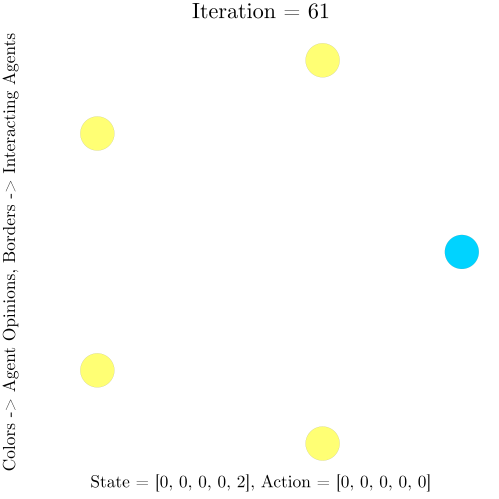 Iteration = 61
Colors -> Agent Opinions, Borders -> Interacting Agents
State = [0, 0, 0, 0, 2], Action = [0, 0, 0, 0, 0]